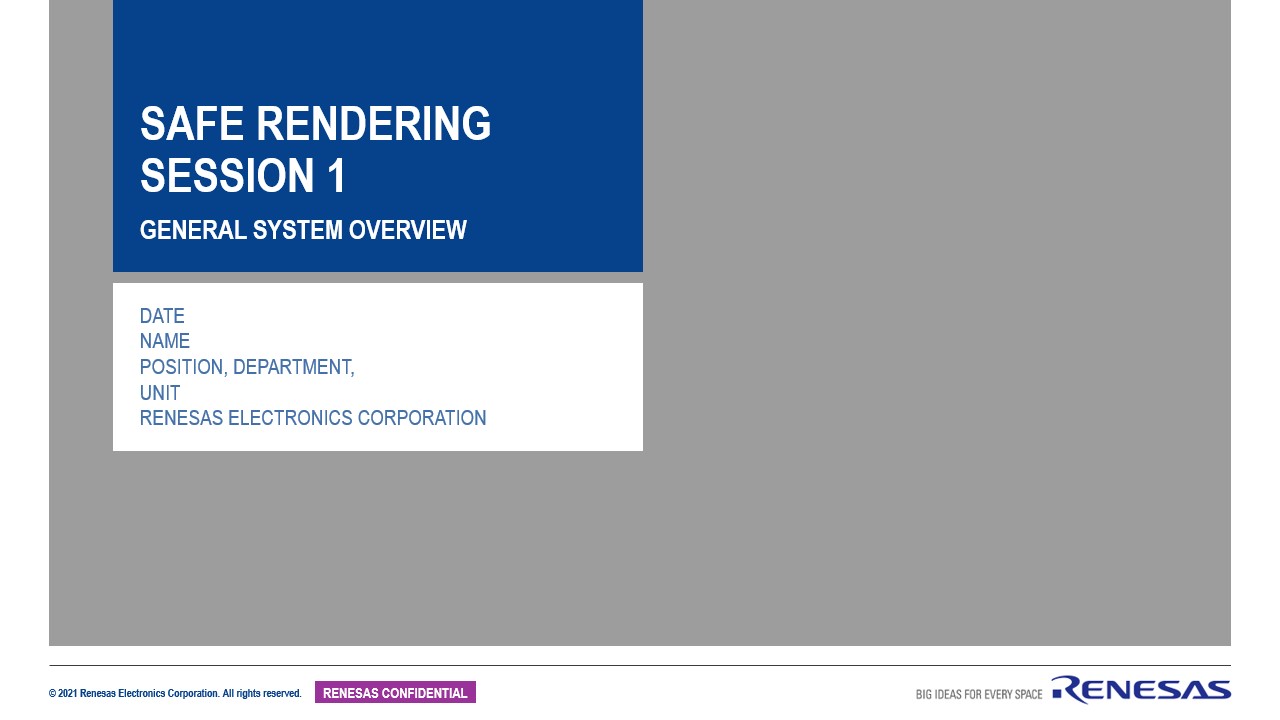 SAFE RENDERING
SESSION 1
GENERAL SYSTEM OVERVIEW
DATE
NAME
POSITION, DEPARTMENT,
UNIT
RENESAS ELECTRONICS CORPORATION
© 2021 Renesas Electronics Corporation. All rights reserved.
RENESAS CONFIDENTIAL
BIG IDEAS FOR EVERY SPACE
RENESAS